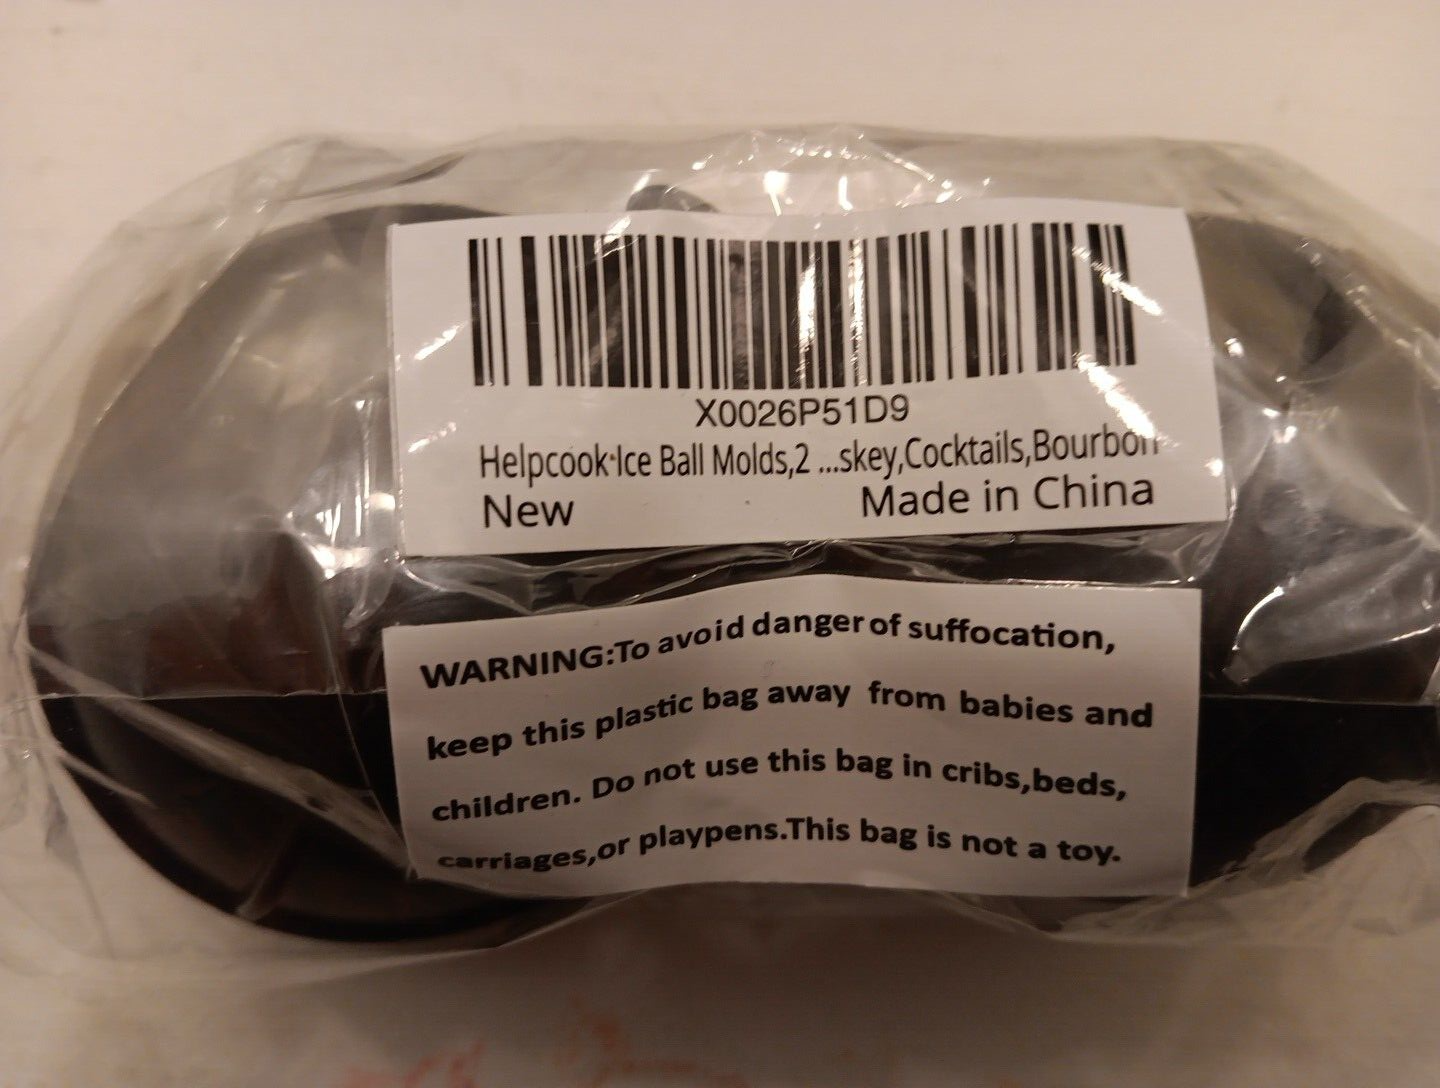 X0026P51D9
Helpcook·Ice Ball Molds,2 ...skey,Cocktails,Bourbon
New Made in China
WARNING:To avoid danger of suffocation,
keep this plastic bag away from babies and
children. Do not use this bag in cribs,beds,
carriages,or playpens.This bag is not a toy.